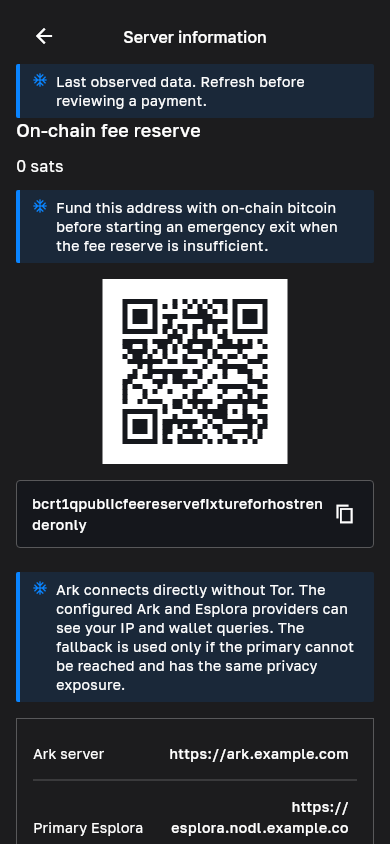 Server information
Last observed data. Refresh before
reviewing a payment.
On-chain fee reserve
0 sats
Fund this address with on-chain bitcoin
before starting an emergency exit when
the fee reserve is insufficient.
bcrt1qpublicfeereservefixtureforhostren
deronly
Ark connects directly without Tor. The
configured Ark and Esplora providers can
see your IP and wallet queries. The
fallback is used only if the primary cannot
be reached and has the same privacy
exposure.
Ark server https://ark.example.com
https://
Primary Esplora esplora.nodl.example.co